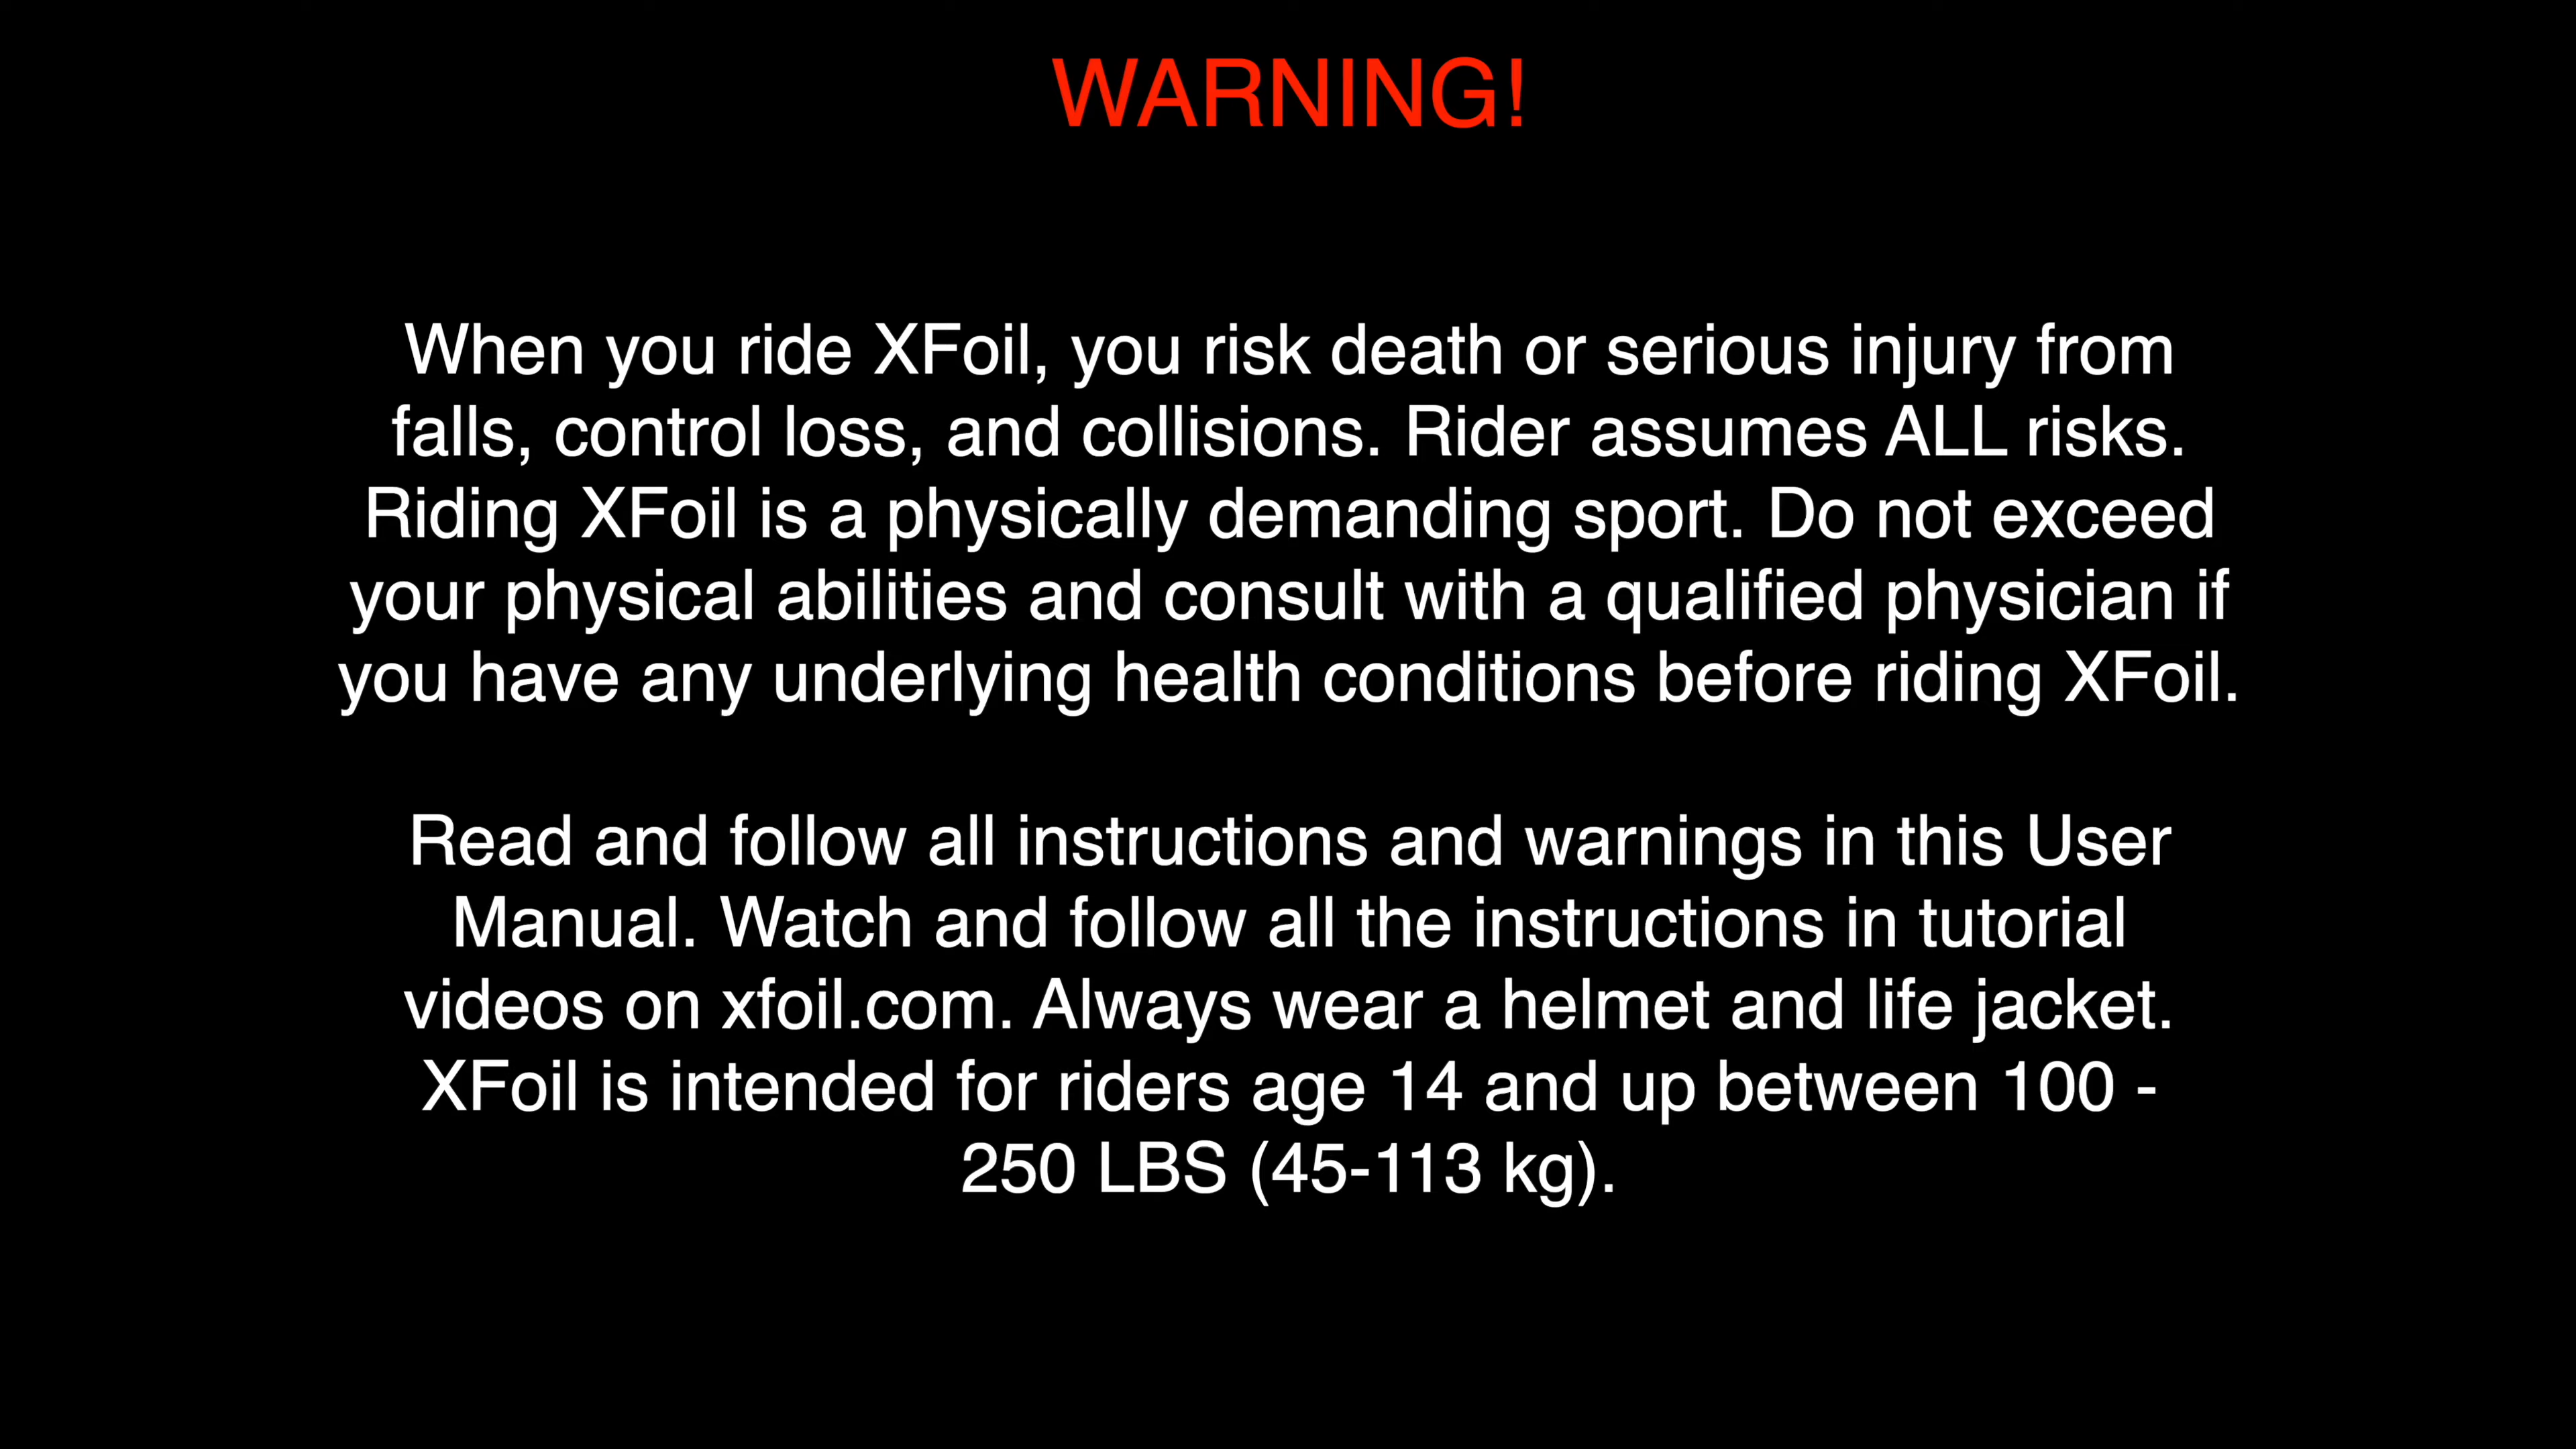 WARNING!
When you ride XFoil, you risk death or serious injury from
falls, control loss, and collisions. Rider assumes ALL risks.
Riding XFoil is a physically demanding sport. Do not exceed
your physical abilities and consult with a qualified physician if
you have any underlying health conditions before riding XFoil.
Read and follow all instructions and warnings in this User
Manual. Watch and follow all the instructions in tutorial
videos on xfoil.com. Always wear a helmet and life jacket.
XFoil is intended for riders age 14 and up between 100 -
250 LBS (45-113 kg).